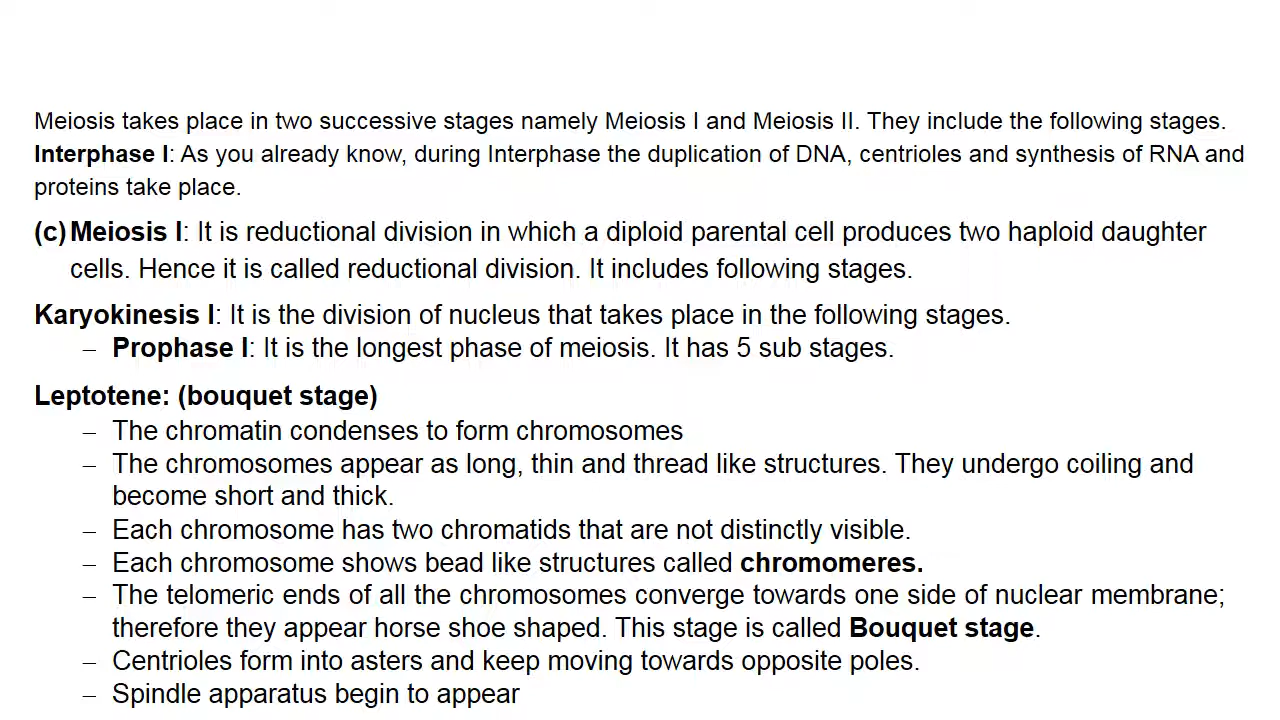 Meiosis takes place in two successive stages namely Meiosis I and Meiosis II. They include the following stages.
Interphase I: As you already know, during Interphase the duplication of DNA, centrioles and synthesis of RNA and
proteins take place.
(c) Meiosis I: It is reductional division in which a diploid parental cell produces two haploid daughter
cells. Hence it is called reductional division. It includes following stages.
Karyokinesis I: It is the division of nucleus that takes place in the following stages.
– Prophase I: It is the longest phase of meiosis. It has 5 sub stages.
Leptotene: (bouquet stage)
– The chromatin condenses to form chromosomes
– The chromosomes appear as long, thin and thread like structures. They undergo coiling and
become short and thick.
– Each chromosome has two chromatids that are not distinctly visible.
– Each chromosome shows bead like structures called chromomeres.
– The telomeric ends of all the chromosomes converge towards one side of nuclear membrane;
therefore they appear horse shoe shaped. This stage is called Bouquet stage.
– Centrioles form into asters and keep moving towards opposite poles.
– Spindle apparatus begin to appear